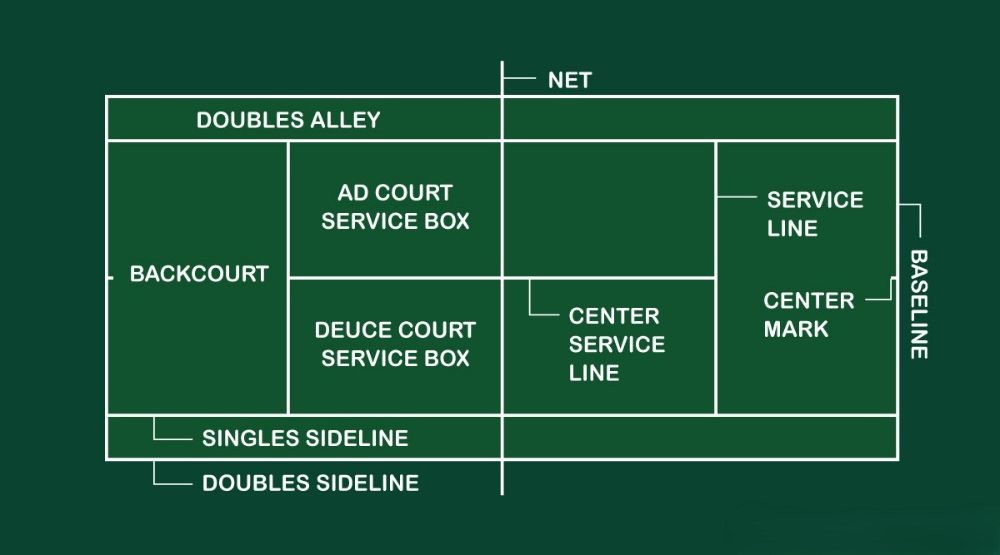 NET
DOUBLES ALLEY
AD COURT
SERVICE BOX
SERVICE
LINE
BACKCOURT
BASELINE
CENTER
MARK
DEUCE COURT
SERVICE BOX
CENTER
SERVICE
LINE
SINGLES SIDELINE
DOUBLES SIDELINE